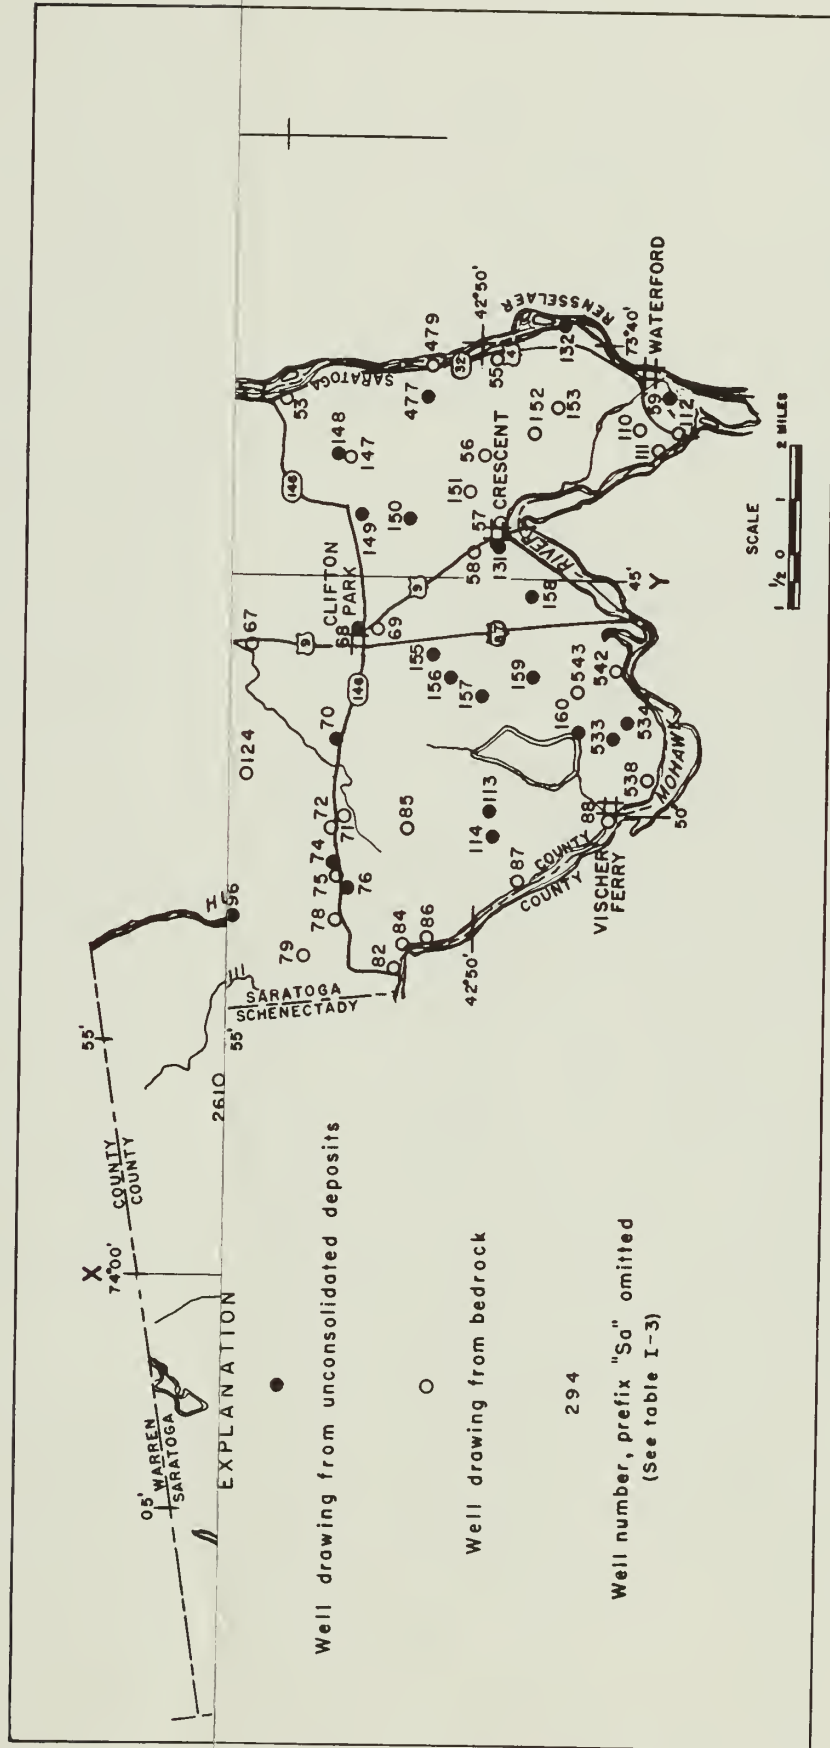 05'
WARREN
SARATOGA
X
74°00'
COUNTY
COUNTY
55'
H
96
2610
55'
SARATOGA
SCHENECTADY
EXPLANATION
Well drawing from unconsolidated deposits
Well drawing from bedrock
294
Well number, prefix "Sa" omitted
(See table I-3)
79
78
75
74
76
72
71
70
124
67
9
CLIFTON
PARK
68
69
146
146
149
148
147
150
53
SARATOGA
479
477
32
42°50'
RENSSELAER
4
55
132
73°40'
WATERFORD
59
112
110
111
152
153
56
151
CRESCENT
57
58
131
RIVER
9
87
45'
Y
158
155
156
157
159
543
542
160
533
534
538
MOHAWK
50'
88
VISCHER
FERRY
COUNTY
COUNTY
87
113
114
85
82
84
86
42°50'
SCALE
1 1/2 0 1 2 MILES